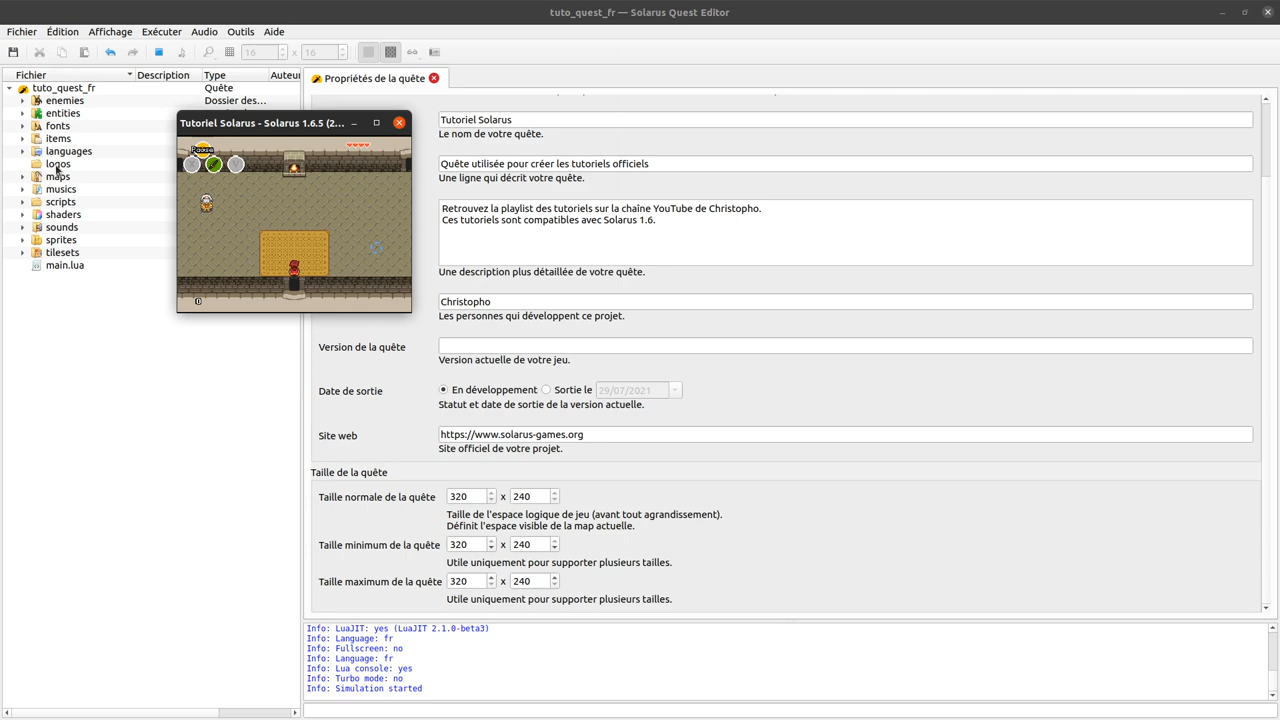 tuto_quest_fr — Solarus Quest Editor
Fichier Édition Affichage Exécuter Audio Outils Aide
16 x 16
Fichier Description Type Auteu
tuto_quest_fr Quête
enemies Dossier des...
entities
fonts
items
languages
logos
maps
musics
scripts
shaders
sounds
sprites
tilesets
main.lua
Tutoriel Solarus - Solarus 1.6.5 (2...
Pause
0
Propriétés de la quête
Tutoriel Solarus
Le nom de votre quête.
Quête utilisée pour créer les tutoriels officiels
Une ligne qui décrit votre quête.
Retrouvez la playlist des tutoriels sur la chaîne YouTube de Christopho.
Ces tutoriels sont compatibles avec Solarus 1.6.
Une description plus détaillée de votre quête.
Christopho
Les personnes qui développent ce projet.
Version de la quête
Version actuelle de votre jeu.
Date de sortie En développement Sortie le 29/07/2021
Statut et date de sortie de la version actuelle.
Site web https://www.solarus-games.org
Site officiel de votre projet.
Taille de la quête
Taille normale de la quête 320 x 240
Taille de l'espace logique de jeu (avant tout agrandissement).
Définit l'espace visible de la map actuelle.
Taille minimum de la quête 320 x 240
Utile uniquement pour supporter plusieurs tailles.
Taille maximum de la quête 320 x 240
Utile uniquement pour supporter plusieurs tailles.
Info: LuaJIT: yes (LuaJIT 2.1.0-beta3)
Info: Language: fr
Info: Fullscreen: no
Info: Language: fr
Info: Lua console: yes
Info: Turbo mode: no
Info: Simulation started